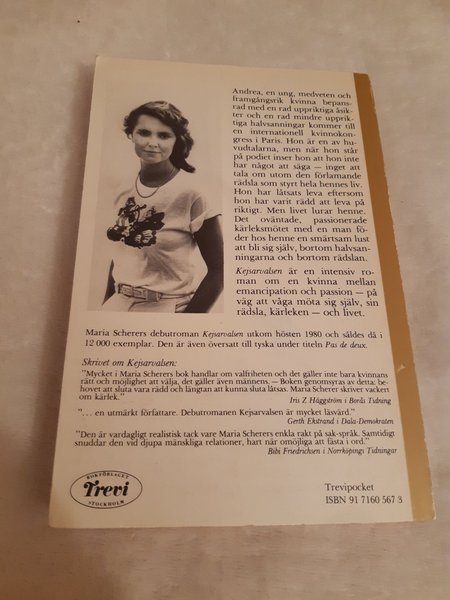 Andrea, en ung, medveten och
framgångsrik kvinna bepans-
rad med en rad uppriktiga åsik-
ter och en rad mindre upprik-
tiga halvsanningar kommer till
en internationell kvinnokon-
gress i Paris. Hon är en av hu-
vudtalarna, men när hon står
på podiet inser hon att hon inte
har något att säga – inget att
tala om utom den förlamande
rädsla som styrt hela hennes liv.
Hon har låtsats leva eftersom
hon har varit rädd att leva på
riktigt. Men livet lurar henne.
Det oväntade, passionerade
kärleksmötet med en man fö-
der hos henne en smärtsam lust
att bli sig själv, bortom halvsan-
ningarna och bortom rädslan.
Kejsarvalsen är en intensiv ro-
man om en kvinna mellan
emancipation och passion – på
väg att våga möta sig själv, sin
rädsla, kärleken – och livet.
Maria Scherers debutroman Kejsarvalsen utkom hösten 1980 och såldes då i
12 000 exemplar. Den är även översatt till tyska under titeln Pas de deux.
Skrivet om Kejsarvalsen:
"Mycket i Maria Scherers bok handlar om valfriheten och det gäller inte bara kvinnans
rätt och möjlighet att välja, det gäller även männens. – Boken genomsyras av detta: be-
hovet att sluta vara rädd och längtan att kunna sluta låtsas. Maria Scherer skriver vackert
om kärlek."
Iris Z Häggström i Borås Tidning
"... en utmärkt författare. Debutromanen Kejsarvalsen är mycket läsvärd."
Gerth Ekstrand i Dala-Demokraten
"Den är vardagligt realistisk tack vare Maria Scherers enkla rakt på sak-språk. Samtidigt
snuddar den vid djupa mänskliga relationer, hart när omöjliga att fästa i ord."
Bibi Friedrichsen i Norrköpings Tidningar
BOKFÖRLAGET
Trevi
STOCKHOLM
Trevipocket
ISBN 91 7160 567 3